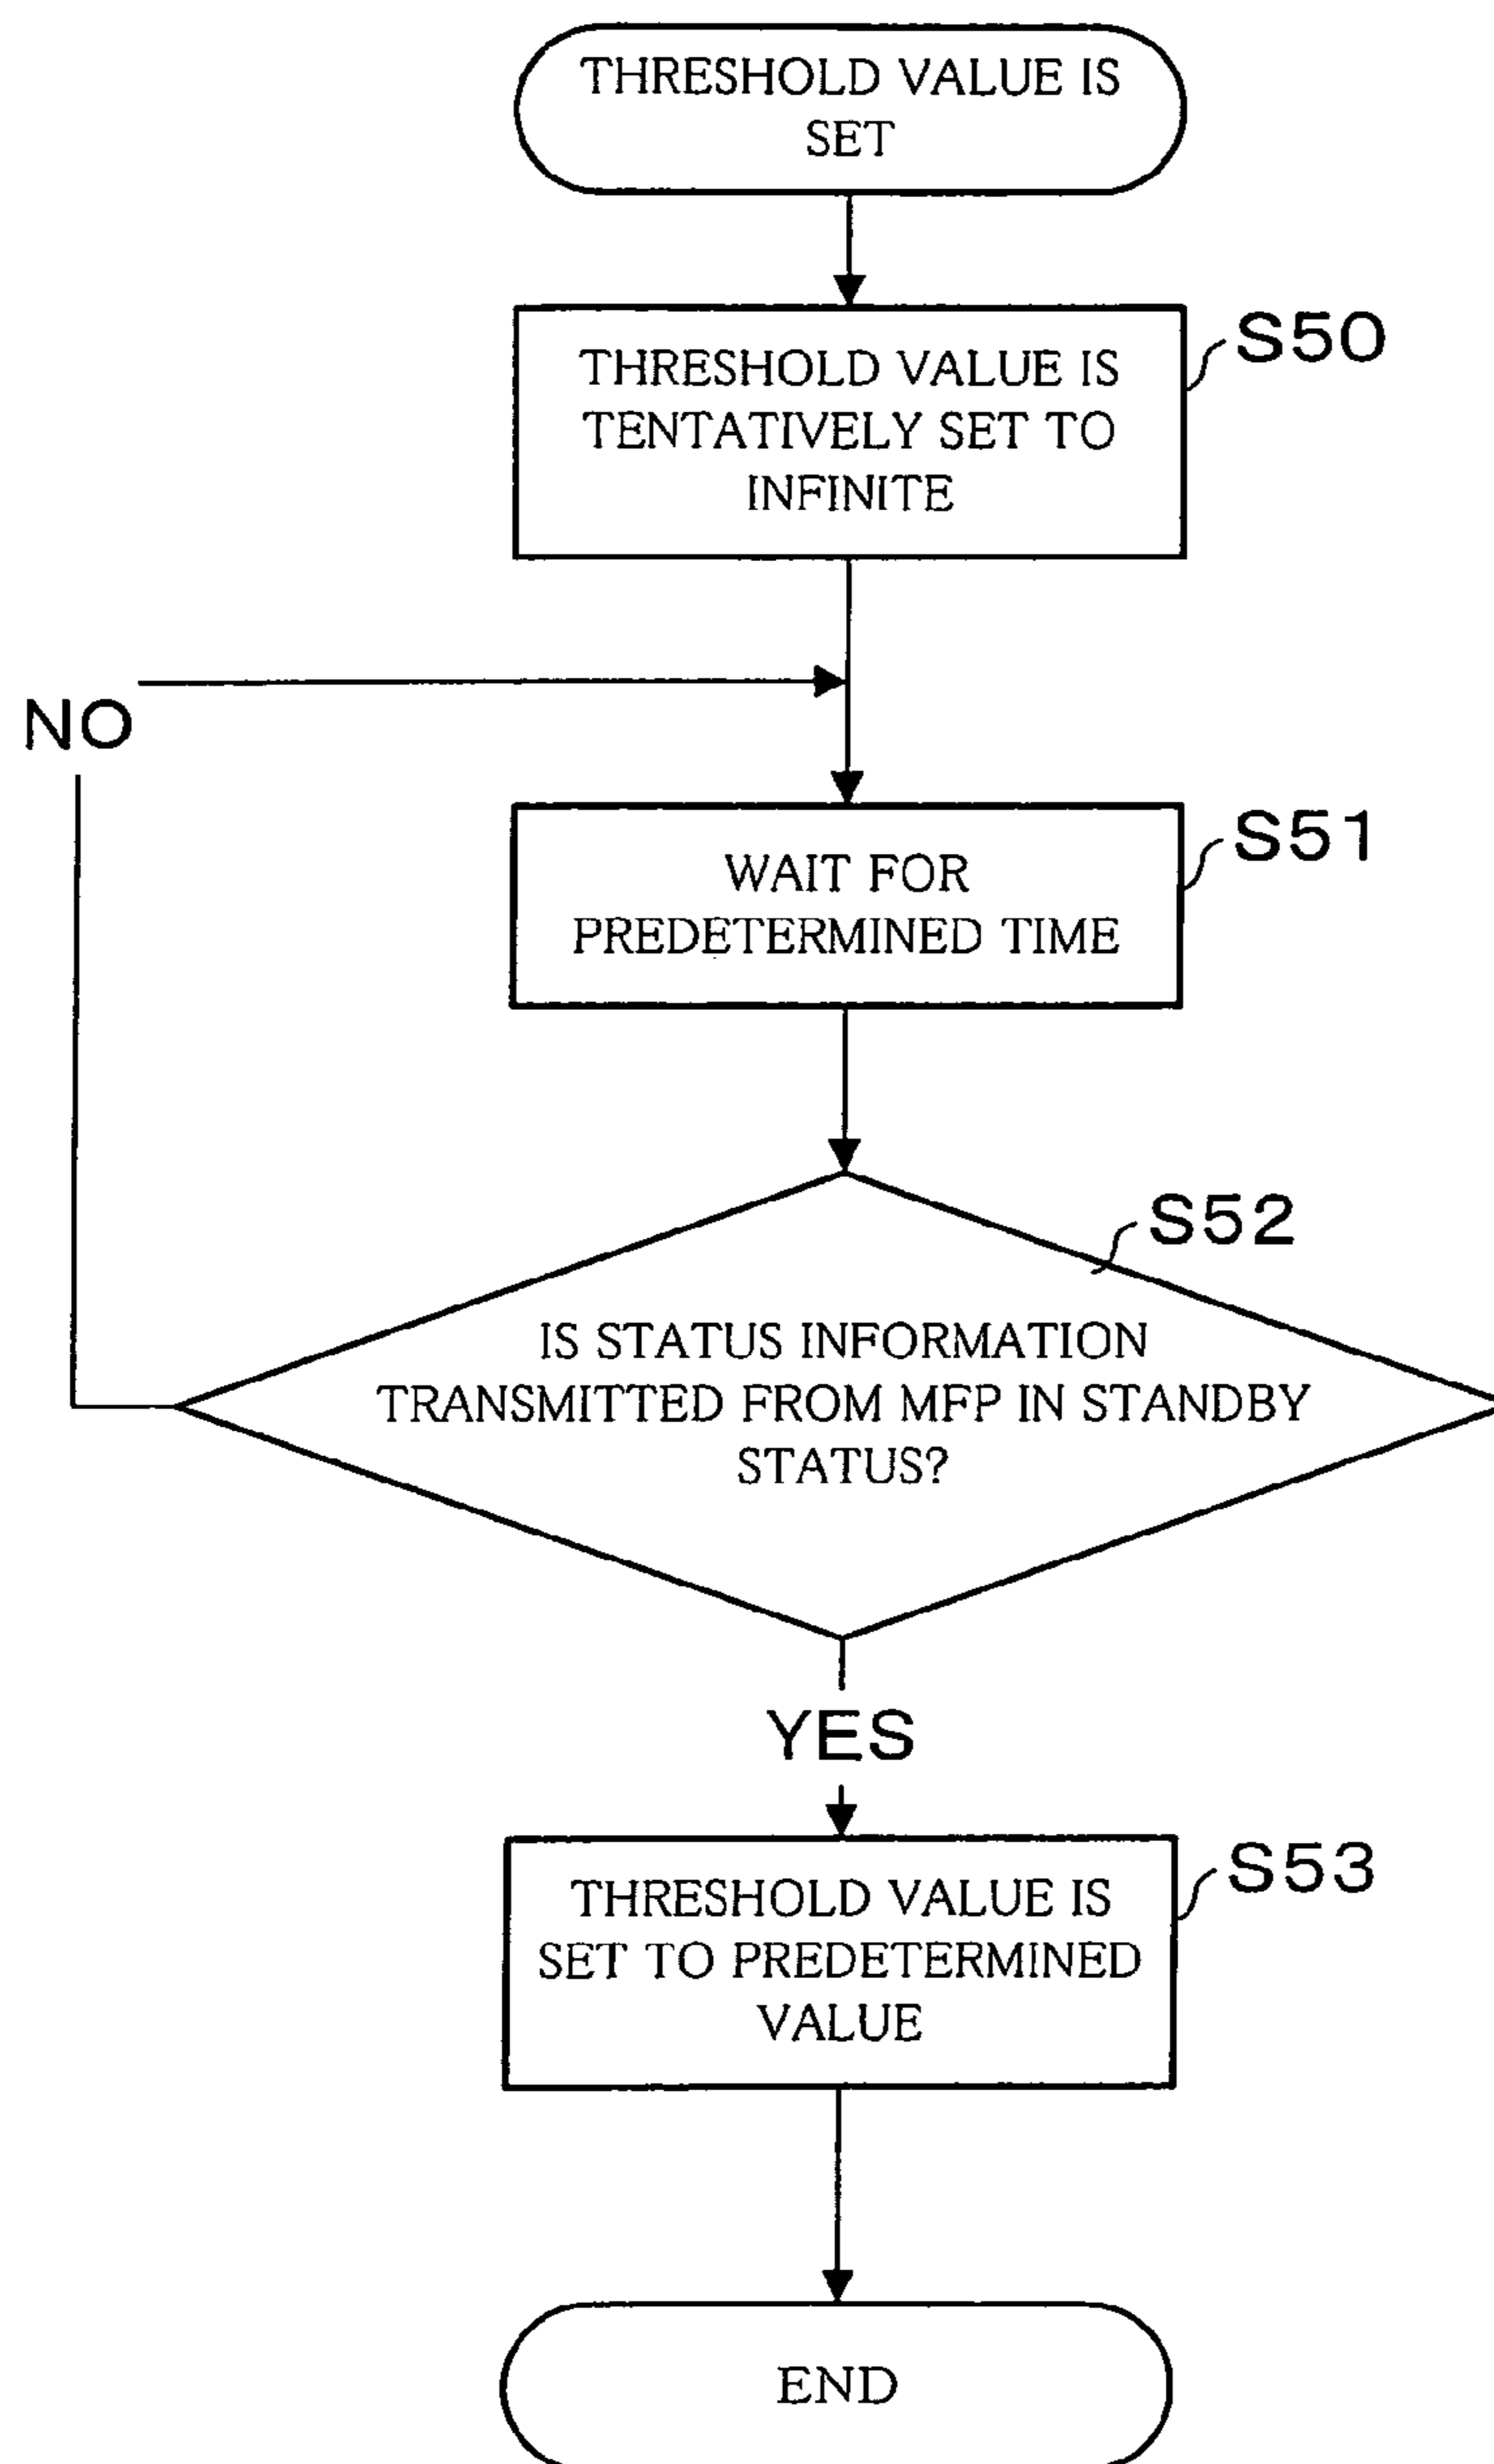 THRESHOLD VALUE IS
SET
THRESHOLD VALUE IS
TENTATIVELY SET TO
INFINITE
S50
NO
WAIT FOR
PREDETERMINED TIME
S51
S52
IS STATUS INFORMATION
TRANSMITTED FROM MFP IN STANDBY
STATUS?
YES
THRESHOLD VALUE IS
SET TO PREDETERMINED
VALUE
S53
END